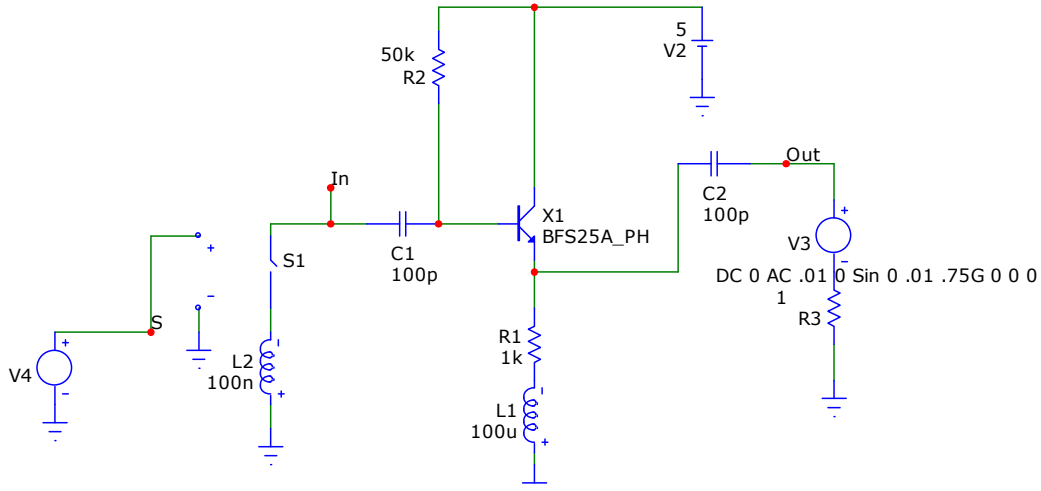 5
V2
50k
R2
Out
In
C2
100p
X1
BFS25A_PH
+
S1
C1
100p
+
V3
-
DC 0 AC .01 0 Sin 0 .01 .75G 0 0 0
1
R3
-
S
+
V4
-
L2
100n
-
+
R1
1k
L1
100u
-
+